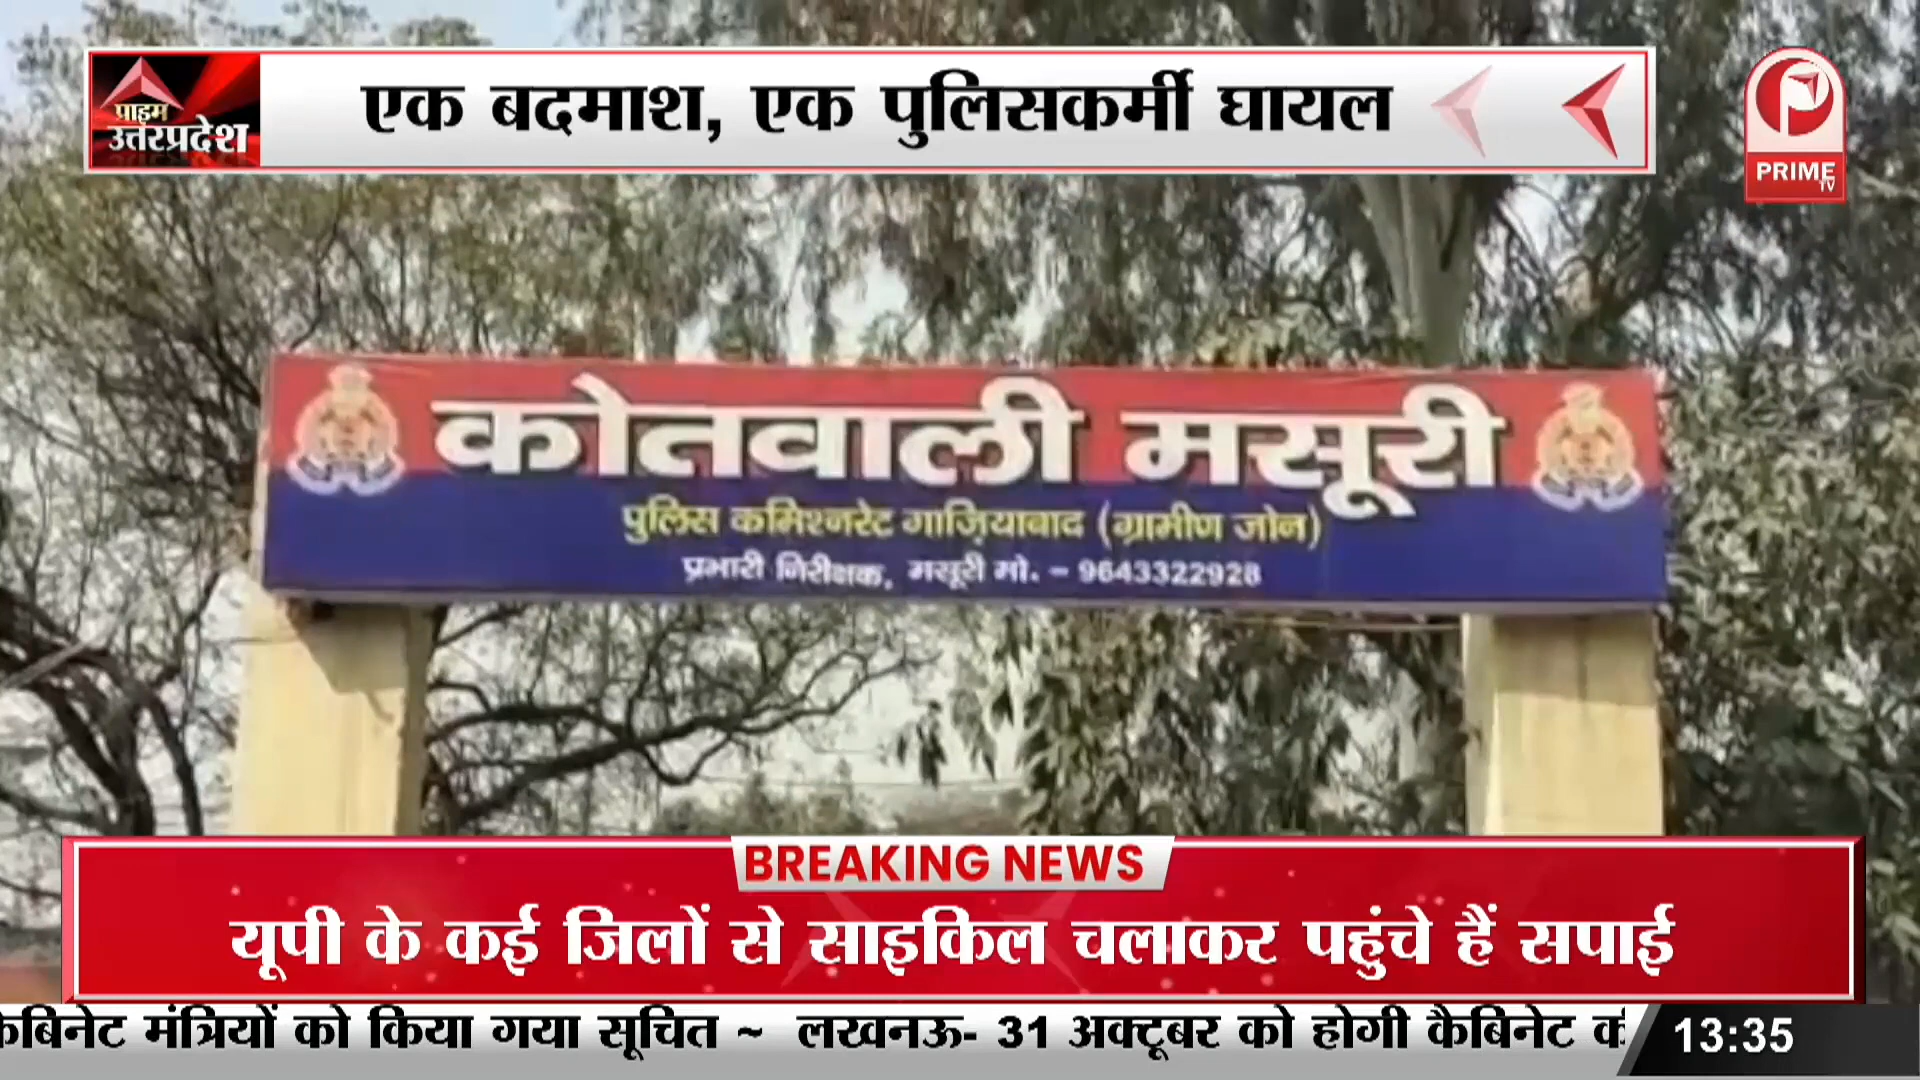 प्राइम
उत्तरप्रदेश
एक बदमाश, एक पुलिसकर्मी घायल
PRIME
TV
कोतवाली मसूरी
पुलिस कमिश्नरेट गाज़ियाबाद (ग्रामीण जोन)
प्रभारी निरीक्षक, मसूरी मो. - 9643322928
BREAKING NEWS
यूपी के कई जिलों से साइकिल चलाकर पहुंचे हैं सपाई
कैबिनेट मंत्रियों को किया गया सूचित ~ लखनऊ- 31 अक्टूबर को होगी कैबिनेट
13:35